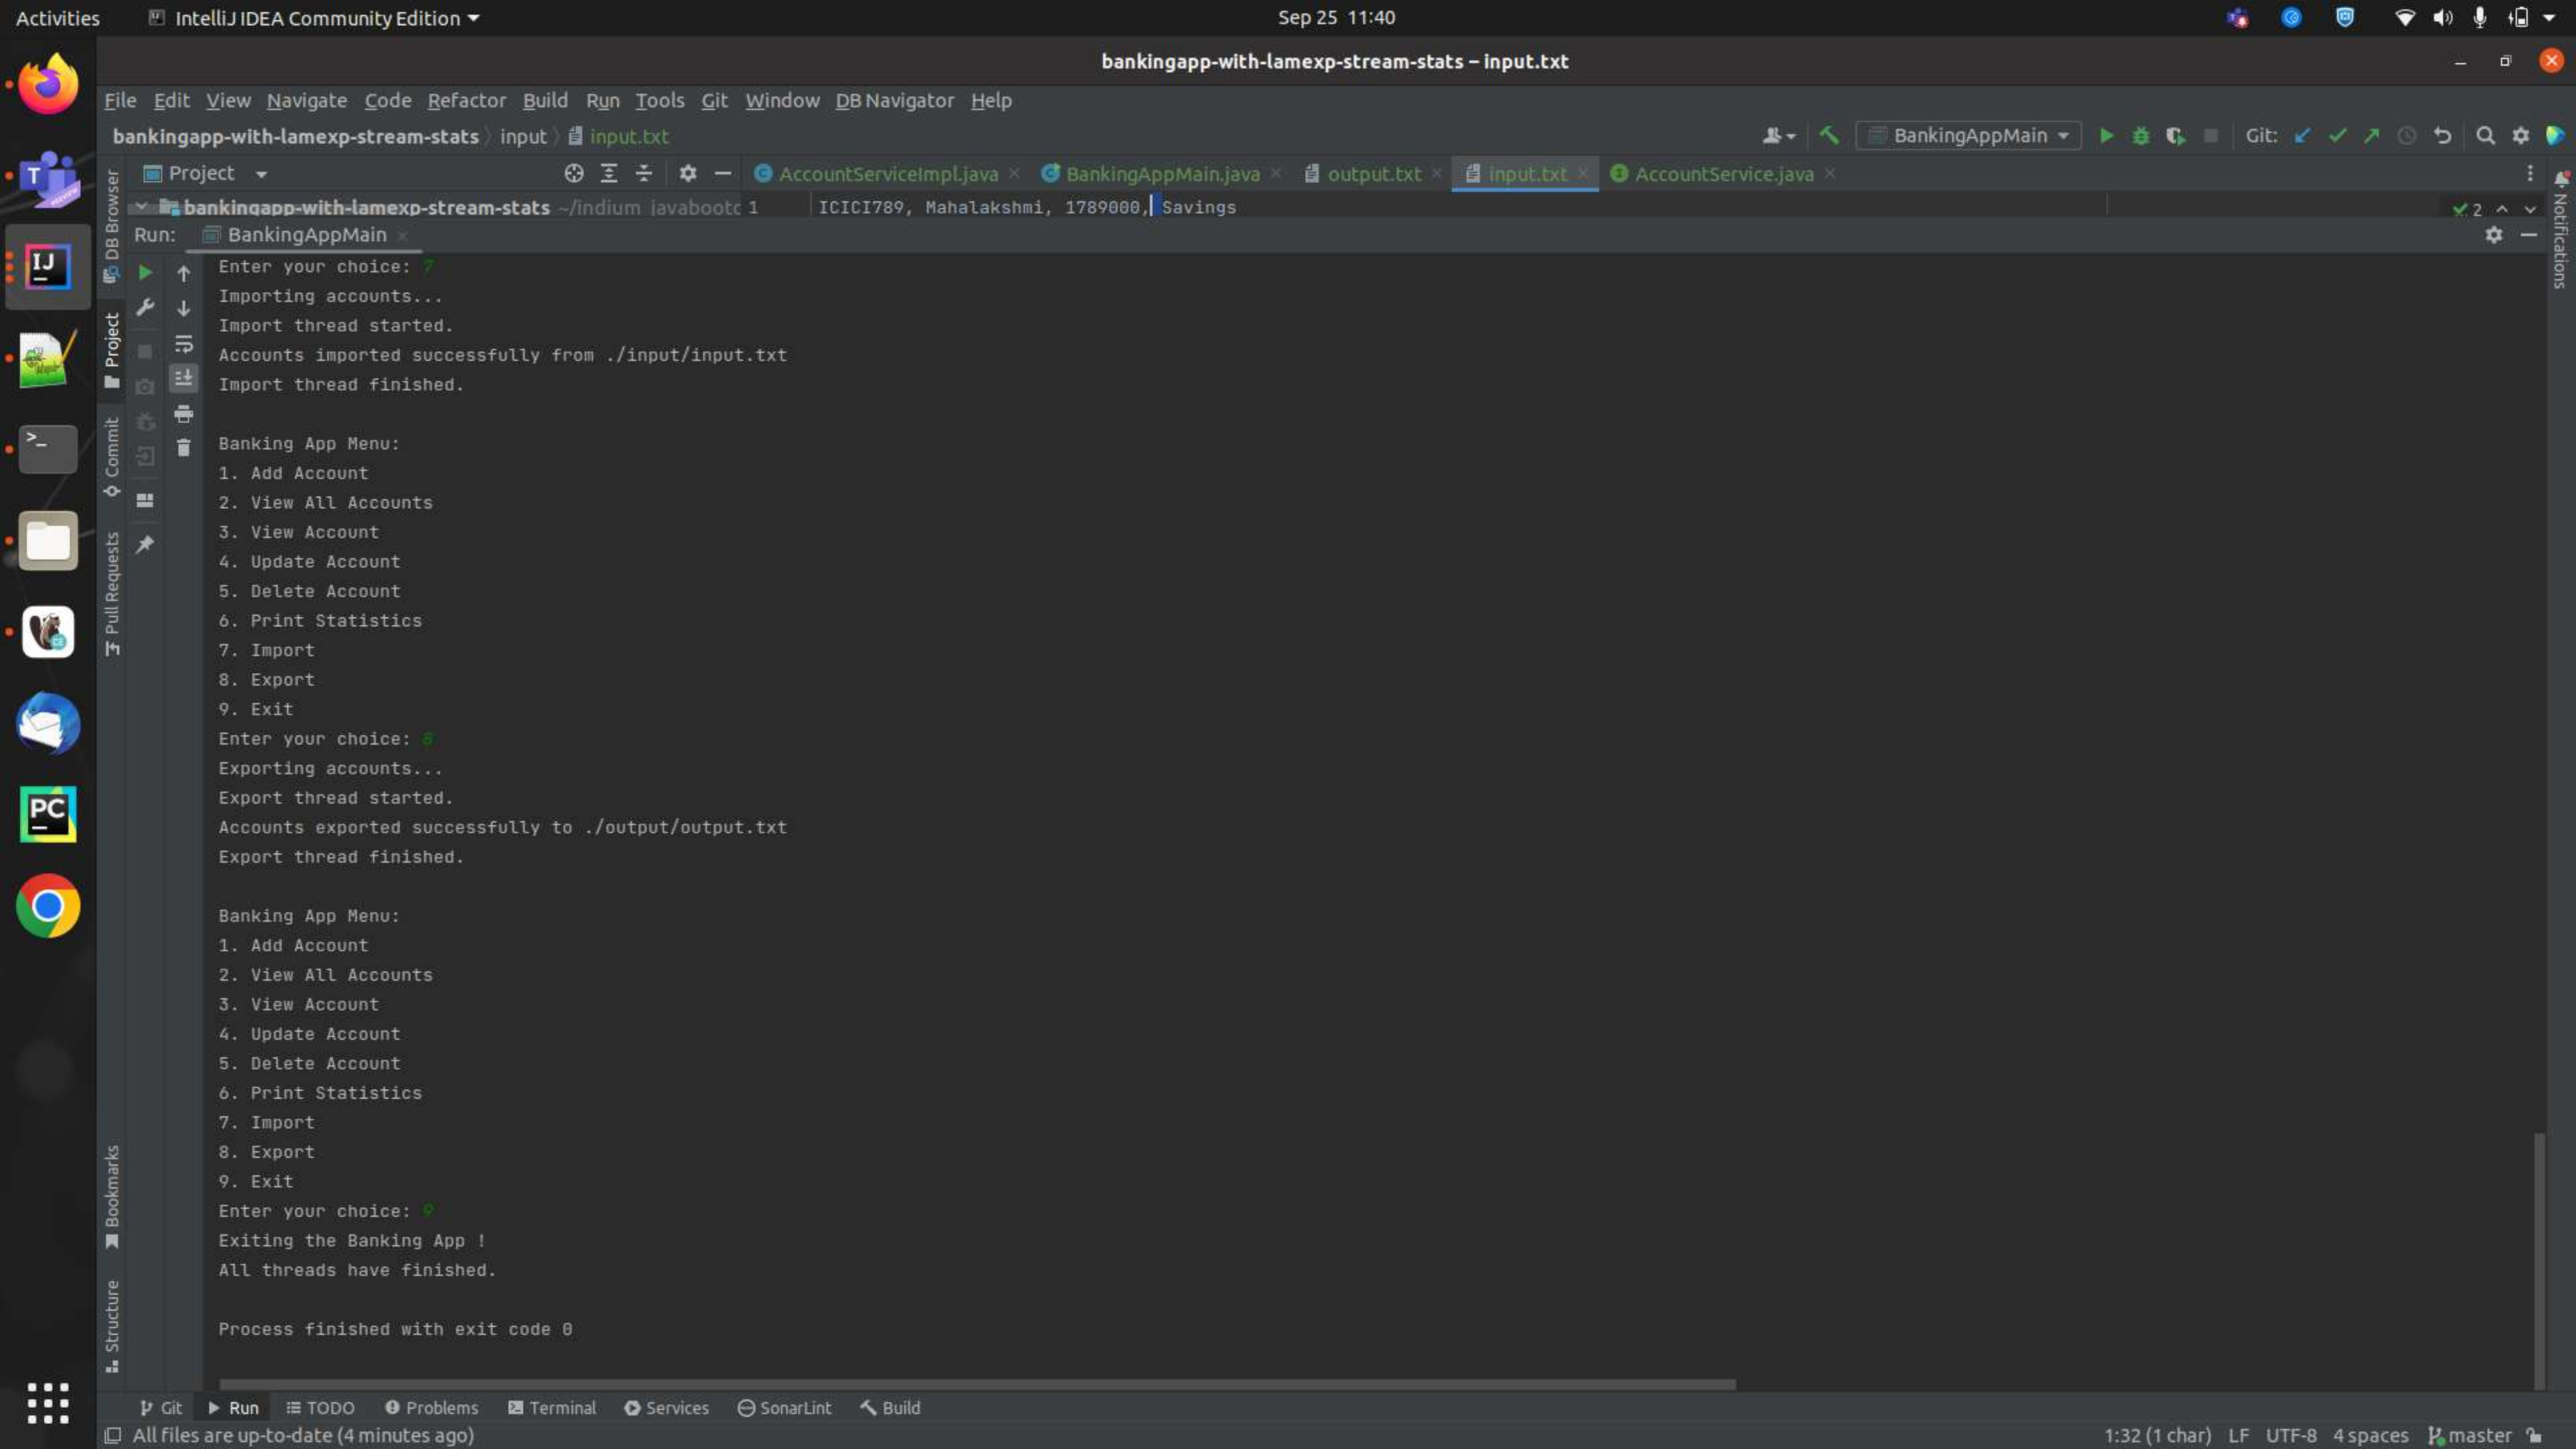 Activities IntelliJ IDEA Community Edition Sep 25 11:40
bankingapp-with-lamexp-stream-stats – input.txt
File Edit View Navigate Code Refactor Build Run Tools Git Window DB Navigator Help
bankingapp-with-lamexp-stream-stats input input.txt BankingAppMain Git:
Project AccountServiceImpl.java BankingAppMain.java output.txt input.txt AccountService.java
bankingapp-with-lamexp-stream-stats ~/indium_javabootc 1 ICICI789, Mahalakshmi, 1789000, Savings 2
Run: BankingAppMain
Enter your choice: 7
Importing accounts...
Import thread started.
Accounts imported successfully from ./input/input.txt
Import thread finished.
Banking App Menu:
1. Add Account
2. View All Accounts
3. View Account
4. Update Account
5. Delete Account
6. Print Statistics
7. Import
8. Export
9. Exit
Enter your choice: 8
Exporting accounts...
Export thread started.
Accounts exported successfully to ./output/output.txt
Export thread finished.
Banking App Menu:
1. Add Account
2. View All Accounts
3. View Account
4. Update Account
5. Delete Account
6. Print Statistics
7. Import
8. Export
9. Exit
Enter your choice: 9
Exiting the Banking App !
All threads have finished.
Process finished with exit code 0
DB Browser
Project
Commit
Pull Requests
Bookmarks
Structure
Notifications
IJ
PC
Git Run TODO Problems Terminal Services SonarLint Build
All files are up-to-date (4 minutes ago) 1:32 (1 char) LF UTF-8 4 spaces master